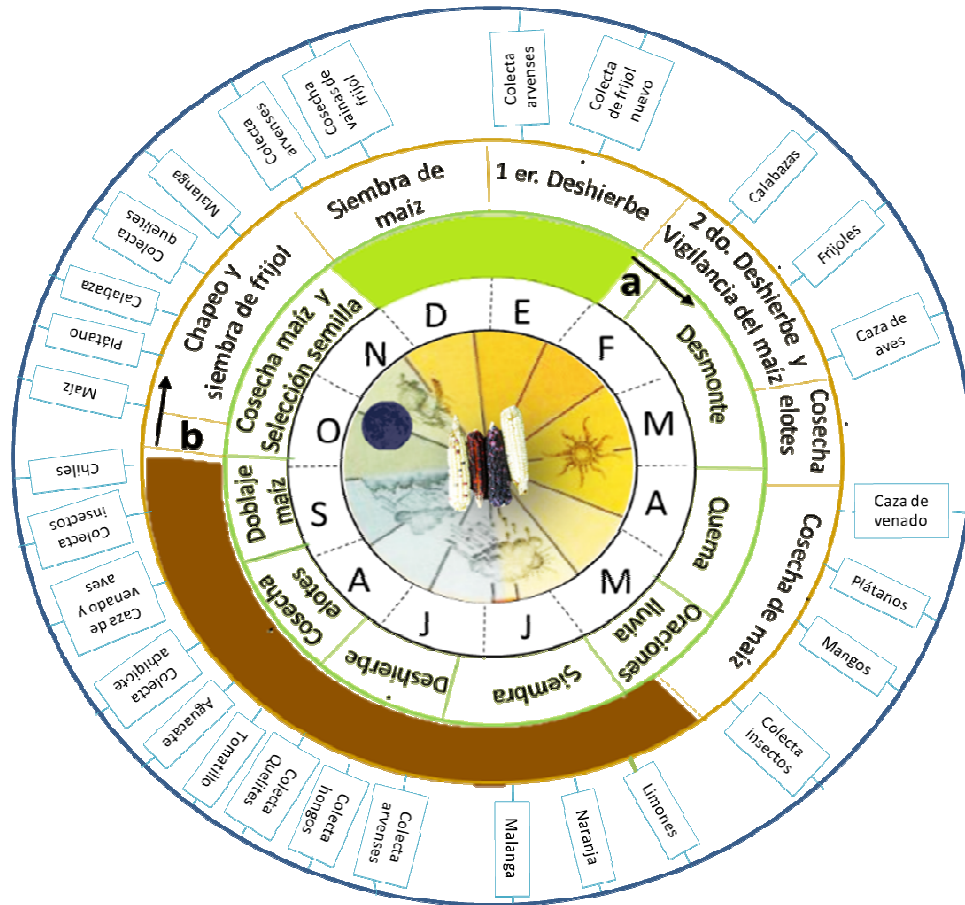 Colecta
arvenses
Colecta
de frijol
nuevo
Calabazas
Frijoles
Caza de
aves
Caza de
venado
Plátanos
Mangos
Colecta
insectos
Limones
Naranja
Malanga
Colecta
arvenses
Colecta
hongos
Colecta
Quelites
Tomatillo
Aguacate
Colecta
achiote
Caza de
venado y
aves
Colecta
insectos
Chiles
Maíz
Plátano
Calabaza
Colecta
quelites
Malanga
Colecta
arvenses
Cosecha
vainas de
frijol
1 er. Deshierbe
2 do. Deshierbe y
Vigilancia del maíz
Cosecha
elotes
Cosecha de maíz
b
Chapeo y
siembra de frijol
Siembra de
maíz
a
Desmonte
Quema
Oraciones
lluvia
Siembra
Deshierbe
Cosecha
elotes
Doblaje
maíz
Cosecha maíz y
Selección semilla
E
F
M
A
M
J
J
A
S
O
N
D